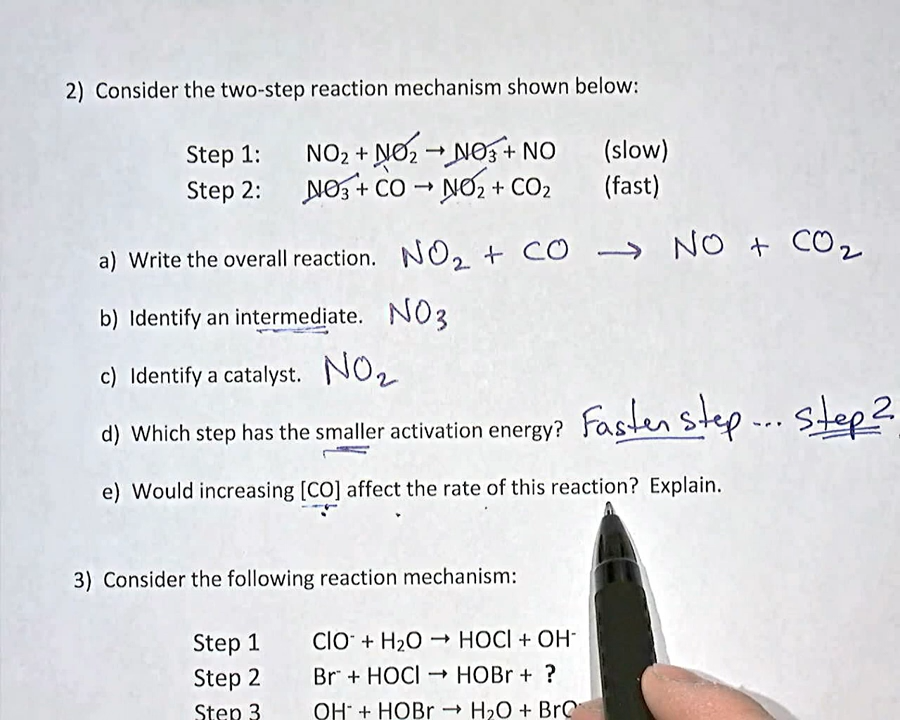 2) Consider the two-step reaction mechanism shown below:
Step 1: NO₂ + NO₂ → NO₃ + NO (slow)
Step 2: NO₃ + CO → NO₂ + CO₂ (fast)
a) Write the overall reaction. NO₂ + CO → NO + CO₂
b) Identify an intermediate. NO₃
c) Identify a catalyst. NO₂
d) Which step has the smaller activation energy? Faster step ... Step 2
e) Would increasing [CO] affect the rate of this reaction? Explain.
3) Consider the following reaction mechanism:
Step 1 ClO⁻ + H₂O → HOCl + OH⁻
Step 2 Br⁻ + HOCl → HOBr + ?
Step 3 OH⁻ + HOBr → H₂O +